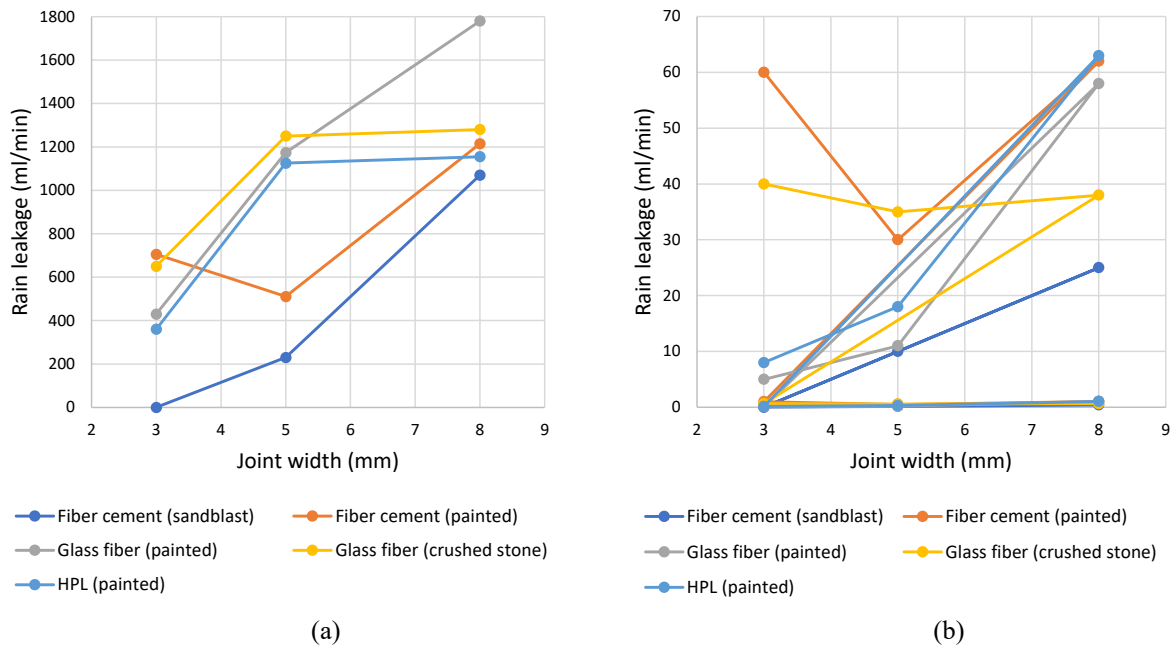 1800
1600
1400
1200
1000
800
600
400
200
0
Rain leakage (ml/min)
2 3 4 5 6 7 8 9
Joint width (mm)
Fiber cement (sandblast) Fiber cement (painted)
Glass fiber (painted) Glass fiber (crushed stone)
HPL (painted)
(a)
70
60
50
40
30
20
10
0
Rain leakage (ml/min)
2 3 4 5 6 7 8 9
Joint width (mm)
Fiber cement (sandblast) Fiber cement (painted)
Glass fiber (painted) Glass fiber (crushed stone)
HPL (painted)
(b)